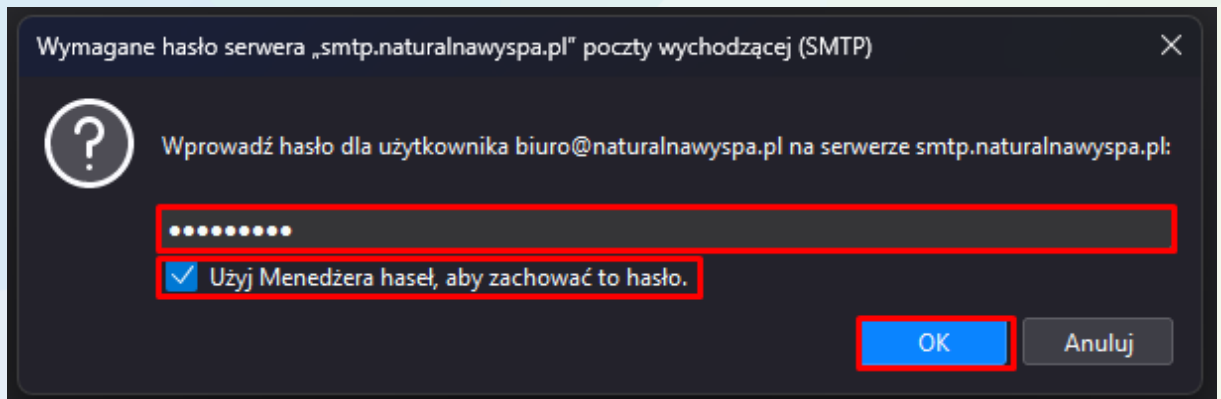 Wymagane hasło serwera „smtp.naturalnawyspa.pl” poczty wychodzącej (SMTP)
Wprowadź hasło dla użytkownika biuro@naturalnawyspa.pl na serwerze smtp.naturalnawyspa.pl:
•••••••••
Użyj Menedżera haseł, aby zachować to hasło.
OK Anuluj